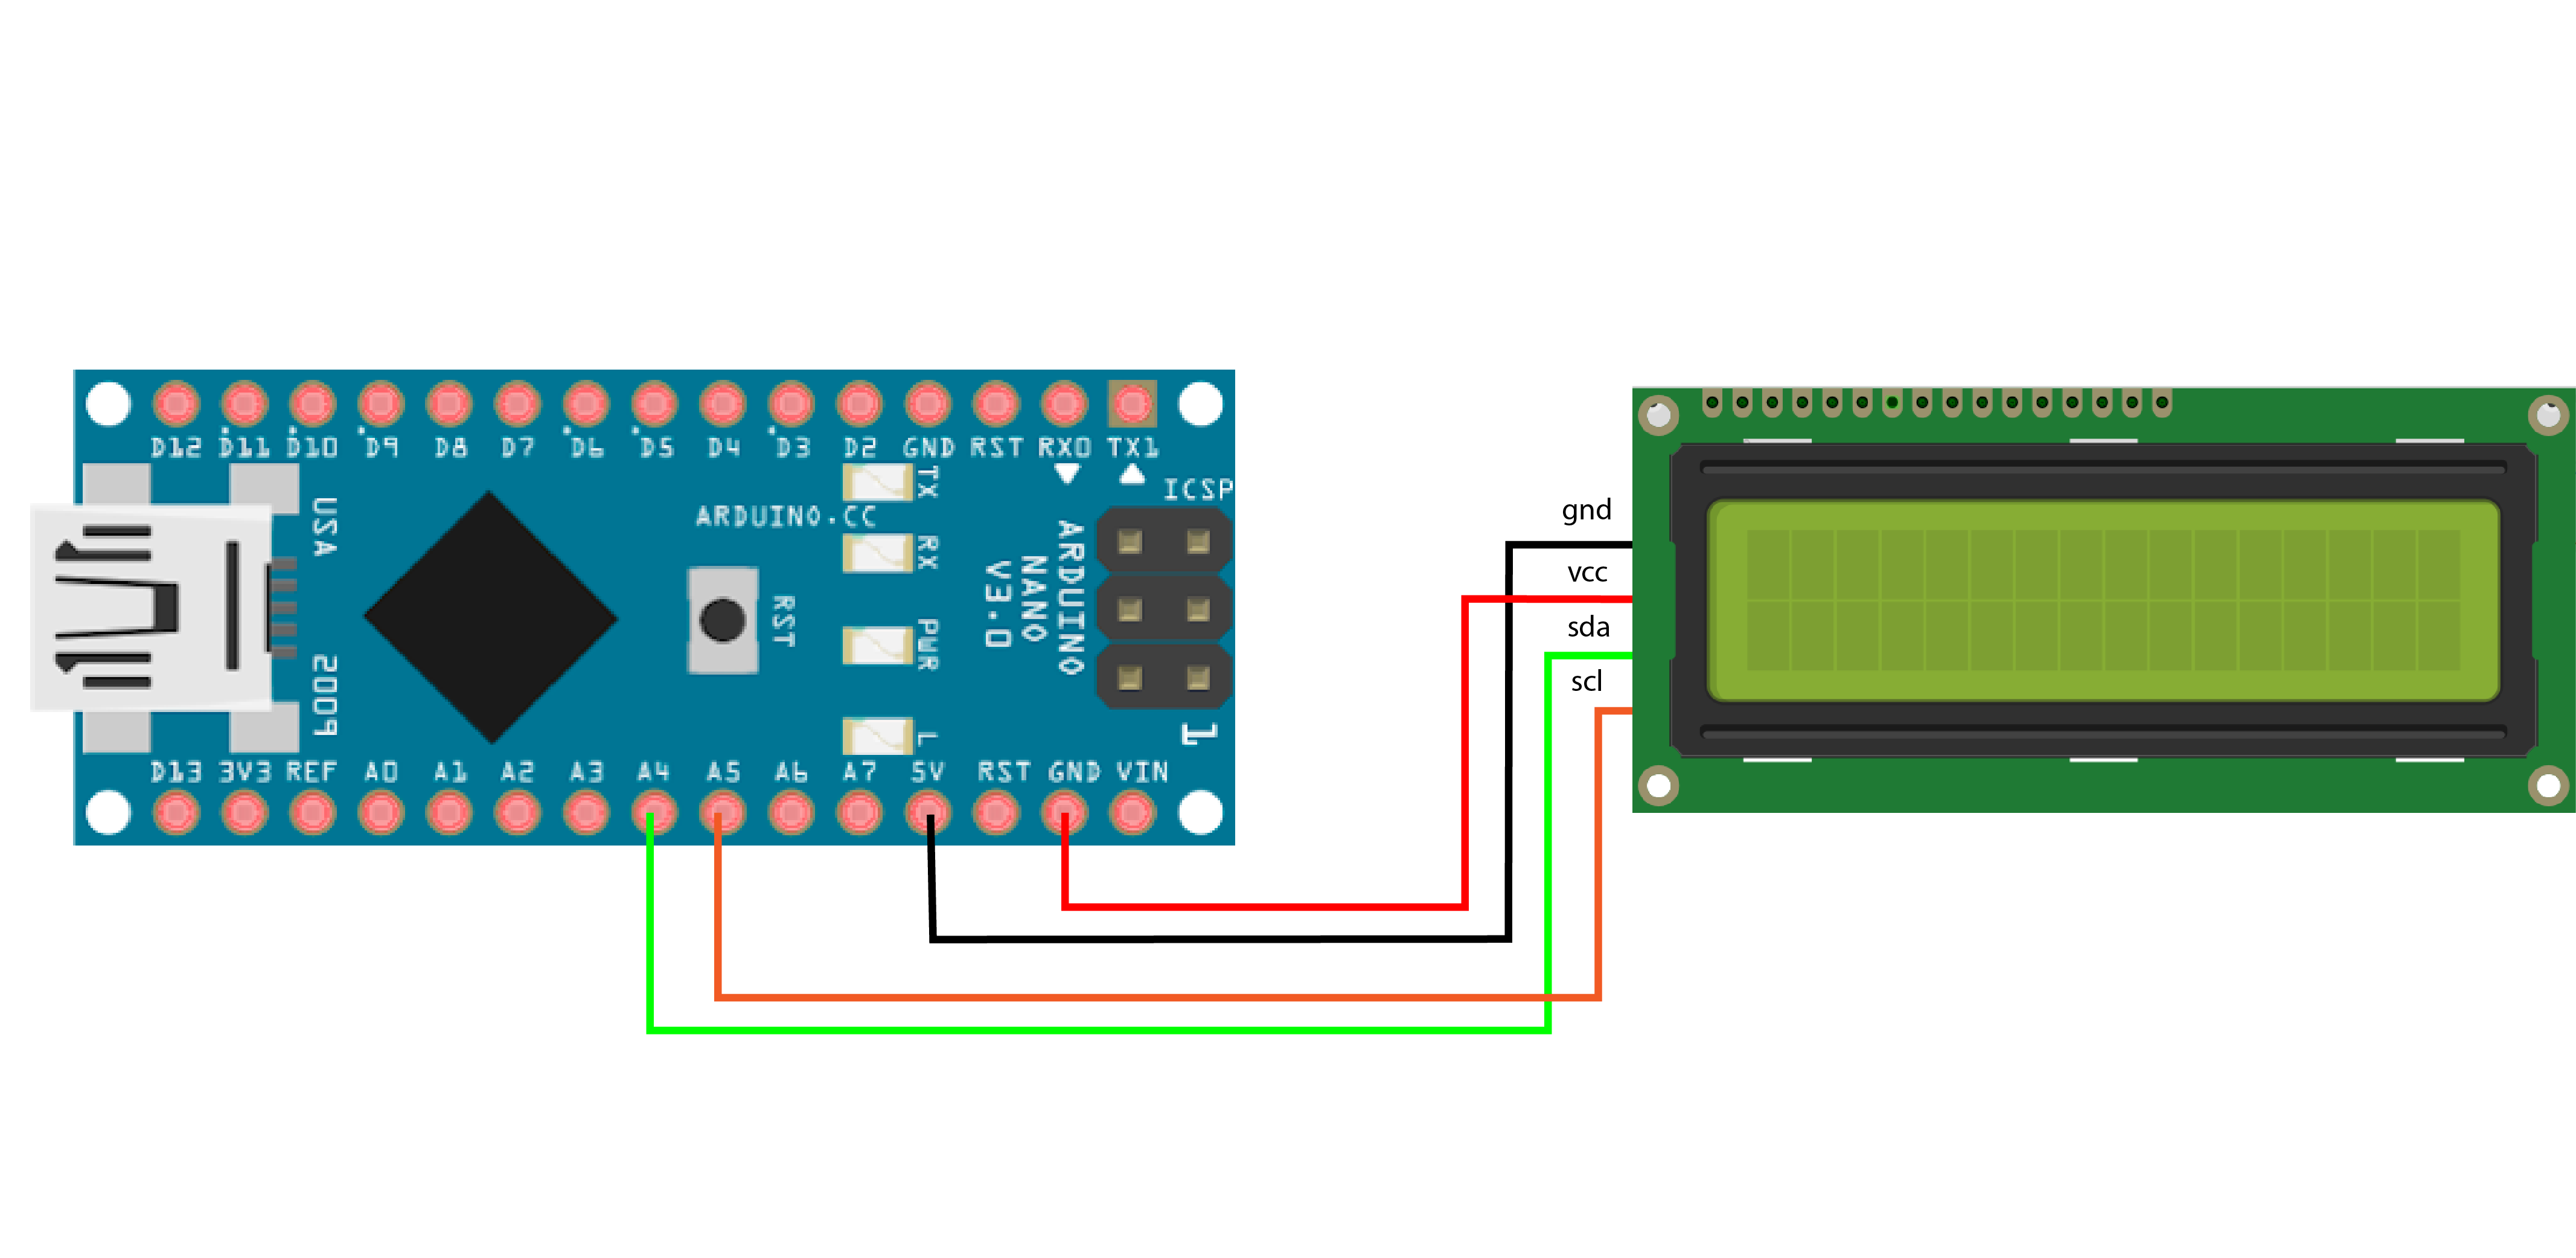 D12 D11 D10 D9 D8 D7 D6 D5 D4 D3 D2 GND RST RX0 TX1
TX
ICSP
USA
ARDUINO.CC
RX
ARDUINO
NANO
V3.0
RST
PWR
2009
L
1
D13 3V3 REF A0 A1 A2 A3 A4 A5 A6 A7 5V RST GND VIN
gnd
vcc
sda
scl